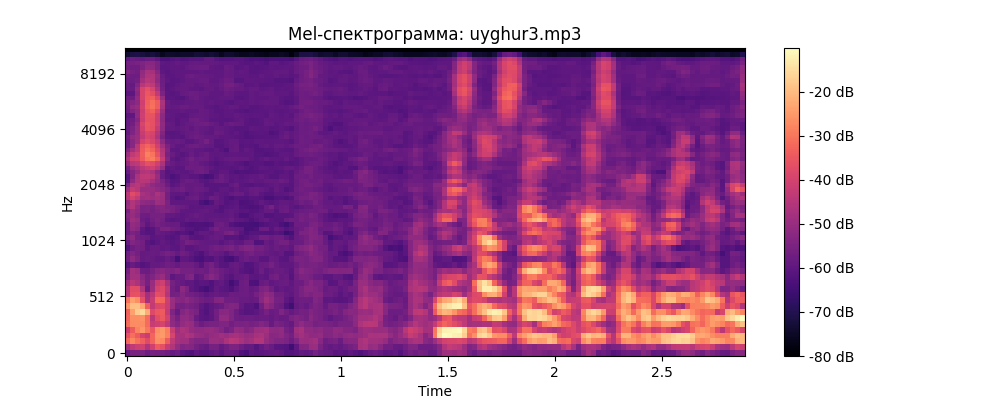 Mel-спектрограмма: uyghur3.mp3
Hz
8192
4096
2048
1024
512
0
0 0.5 1 1.5 2 2.5
Time
-20 dB
-30 dB
-40 dB
-50 dB
-60 dB
-70 dB
-80 dB